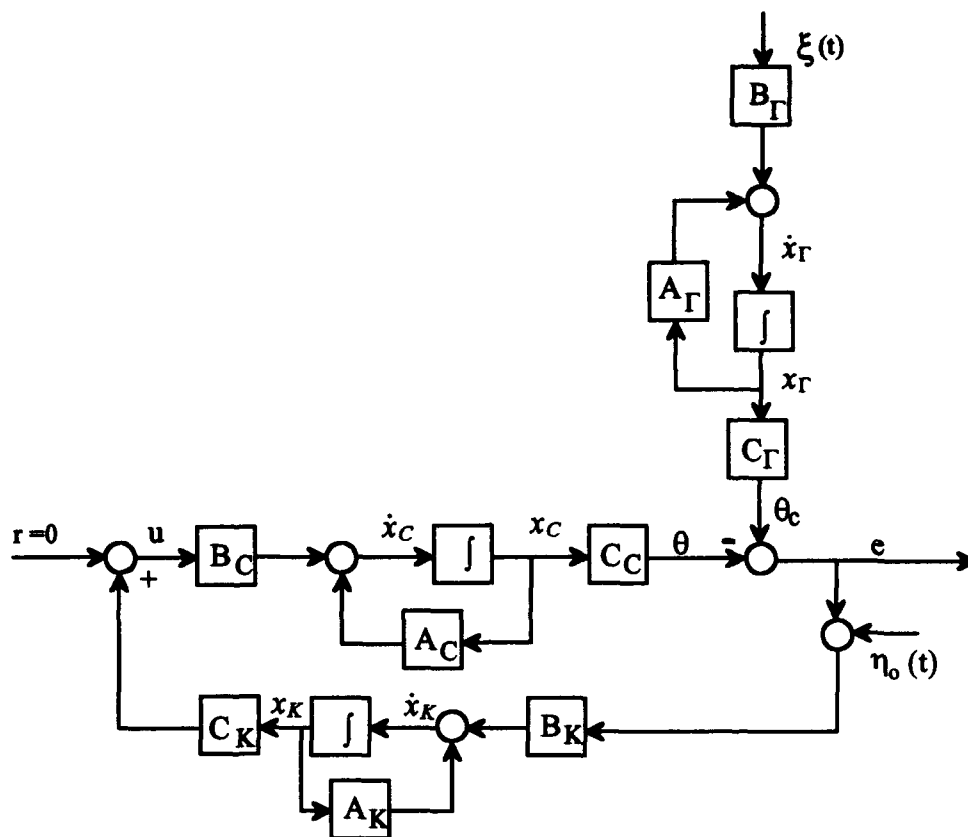 ξ(t)
B_Γ
ẋ_Γ
A_Γ
∫
x_Γ
C_Γ
θ_c
r=0
u
+
B_C
ẋ_C
∫
x_C
C_C
θ
-
e
A_C
η_o(t)
C_K
x_K
∫
ẋ_K
B_K
A_K